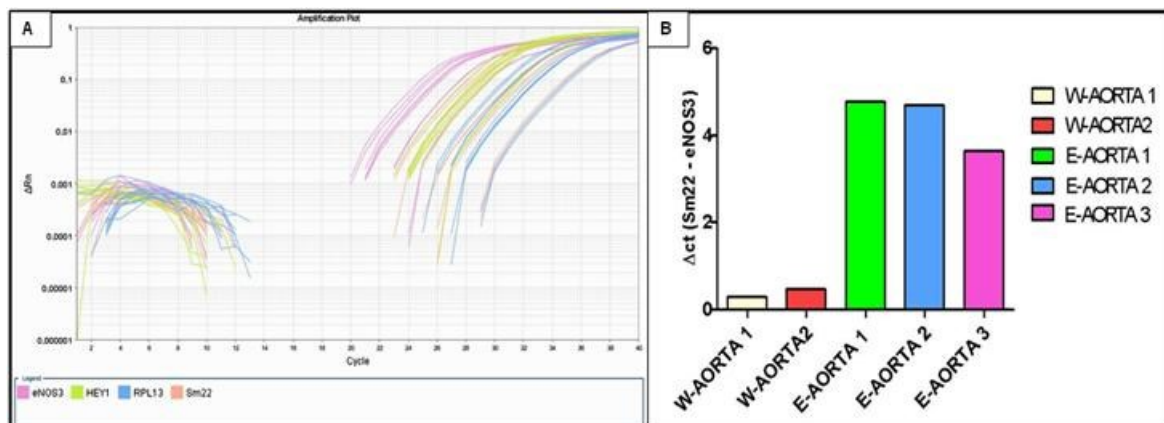 A
Amplification Plot
ΔRn
1
0.1
0.01
0.001
0.0001
0.00001
0.000001
2 4 6 8 10 12 14 16 18 20 22 24 26 28 30 32 34 36 38 40
Cycle
Legend
eNOS3 HEY1 RPL13 Sm22
B
Δct (Sm22 - eNOS3)
6
4
2
0
W-AORTA 1
W-AORTA2
E-AORTA 1
E-AORTA 2
E-AORTA 3
W-AORTA 1
W-AORTA2
E-AORTA 1
E-AORTA 2
E-AORTA 3